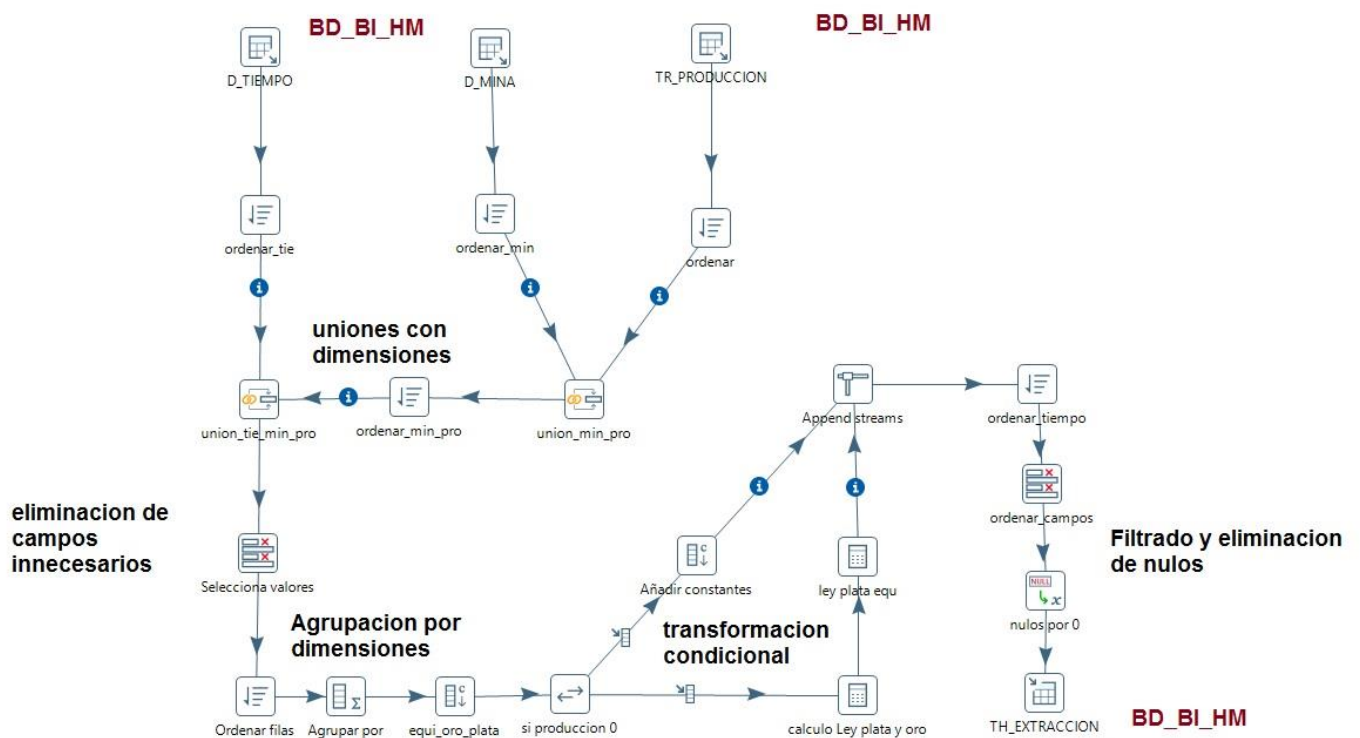 BD_BI_HM
BD_BI_HM
D_TIEMPO
D_MINA
TR_PRODUCCION
ordenar_tie
ordenar_min
ordenar
uniones con
dimensiones
union_tie_min_pro
ordenar_min_pro
union_min_pro
Append streams
ordenar_tiempo
eliminacion de
campos
innecesarios
Selecciona valores
Añadir constantes
ley plata equ
ordenar_campos
Filtrado y eliminacion
de nulos
NULL
x
nulos por 0
Agrupacion por
dimensiones
transformacion
condicional
Ordenar filas
Agrupar por
equi_oro_plata
si produccion 0
calculo Ley plata y oro
TH_EXTRACCION
BD_BI_HM